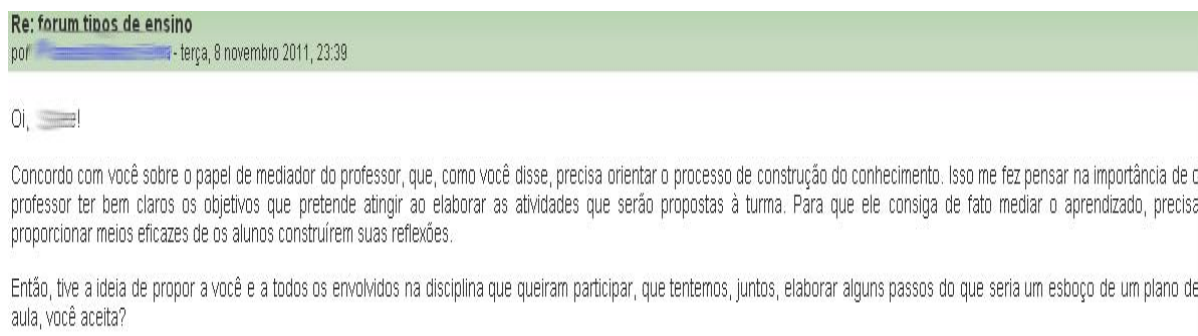 Re: forum tipos de ensino
por - terça, 8 novembro 2011, 23:39
Oi, !
Concordo com você sobre o papel de mediador do professor, que, como você disse, precisa orientar o processo de construção do conhecimento. Isso me fez pensar na importância de o
professor ter bem claros os objetivos que pretende atingir ao elaborar as atividades que serão propostas à turma. Para que ele consiga de fato mediar o aprendizado, precisa
proporcionar meios eficazes de os alunos construírem suas reflexões.
Então, tive a ideia de propor a você e a todos os envolvidos na disciplina que queiram participar, que tentemos, juntos, elaborar alguns passos do que seria um esboço de um plano de
aula, você aceita?